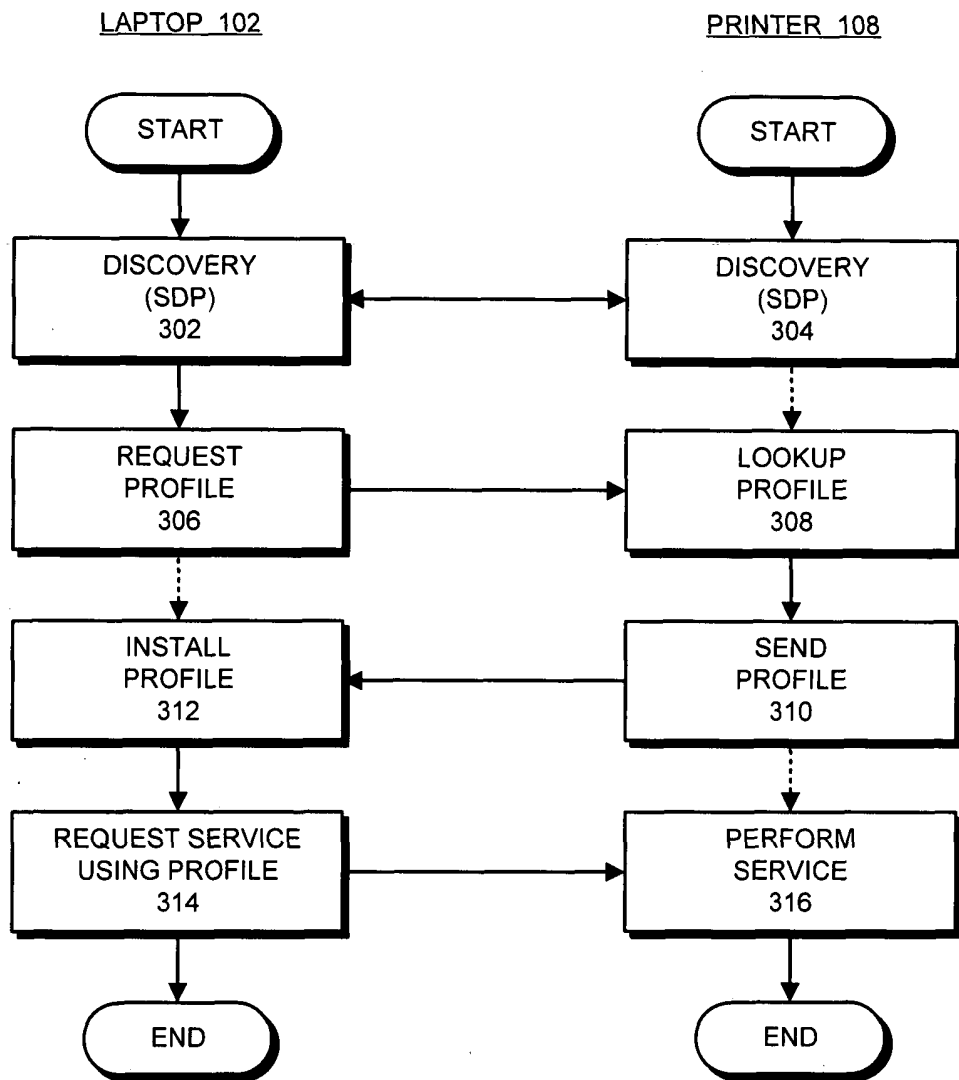 LAPTOP 102
PRINTER 108
START
START
DISCOVERY
(SDP)
302
DISCOVERY
(SDP)
304
REQUEST
PROFILE
306
LOOKUP
PROFILE
308
INSTALL
PROFILE
312
SEND
PROFILE
310
REQUEST SERVICE
USING PROFILE
314
PERFORM
SERVICE
316
END
END